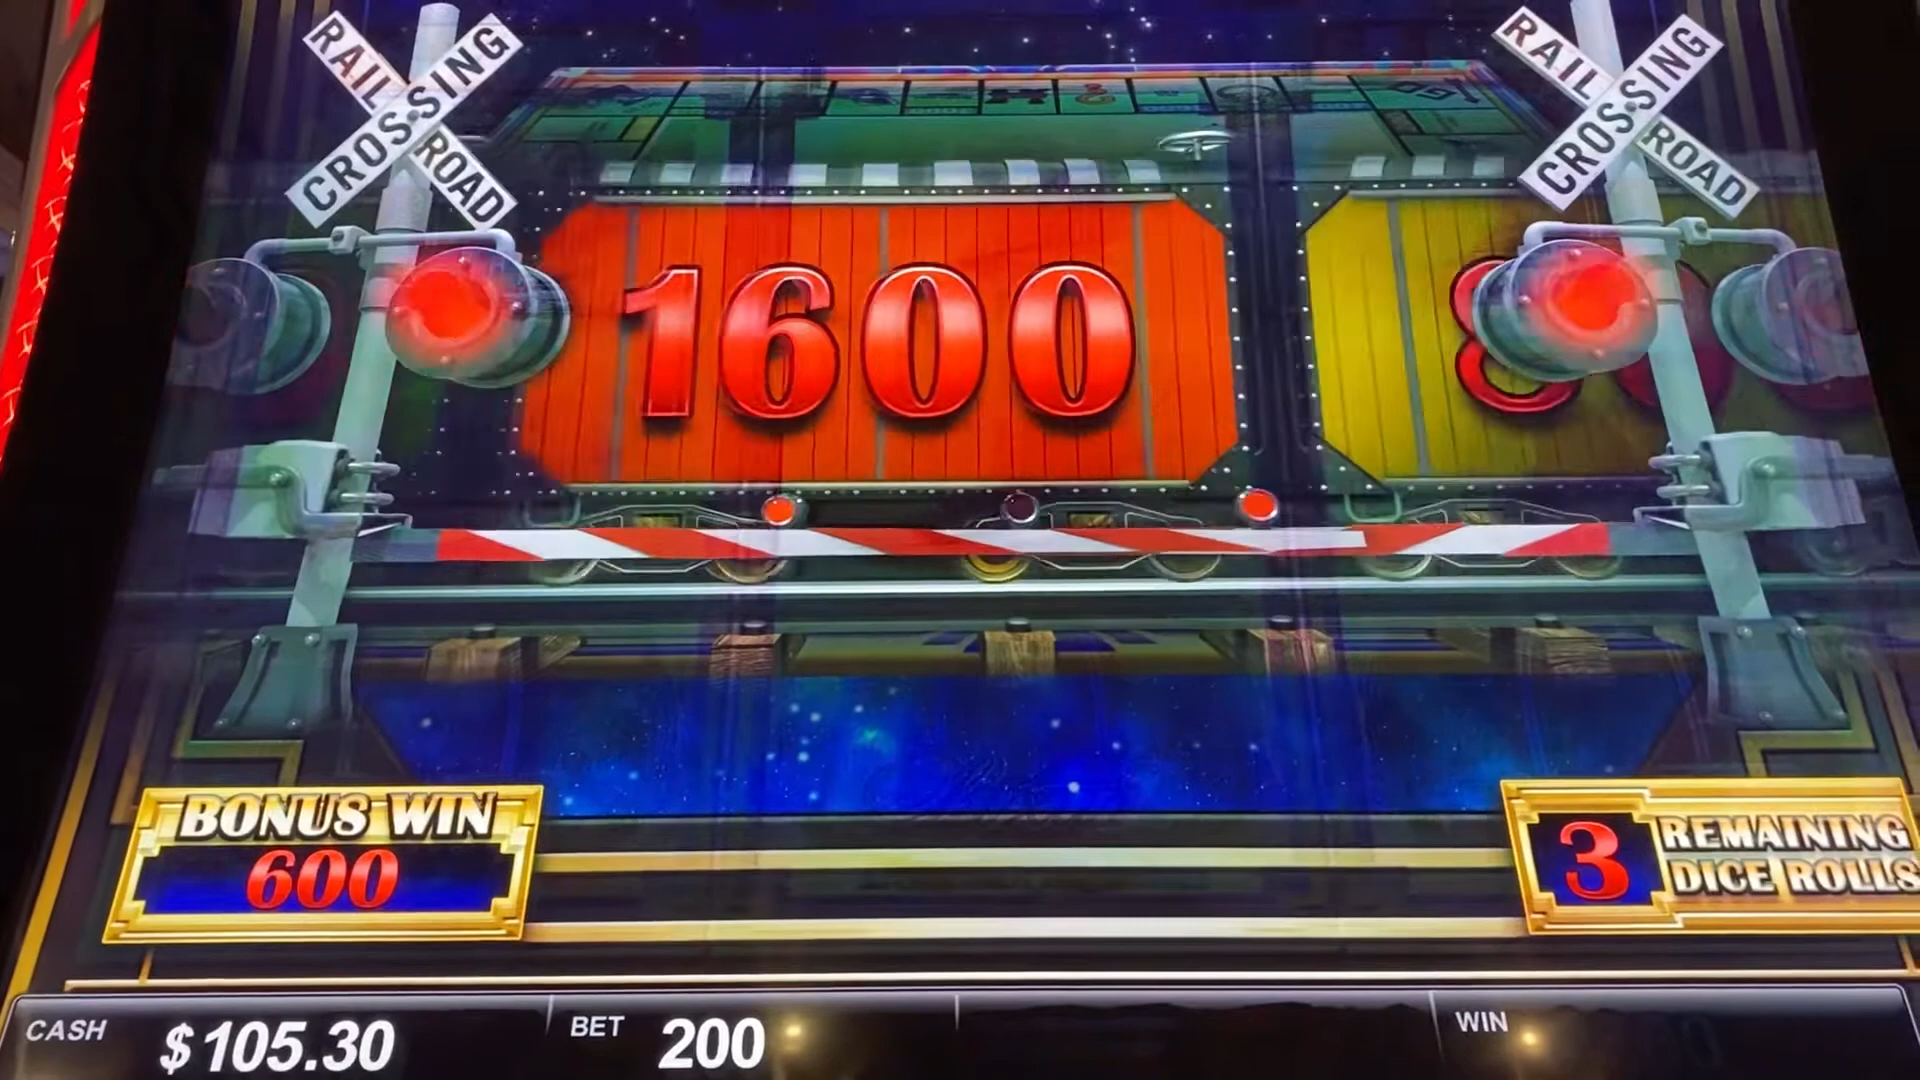 RAIL ROAD
CROSSING
RAIL ROAD
CROSSING
1600
BONUS WIN
600
3
REMAINING
DICE ROLLS
CASH
$105.30
BET
200
WIN